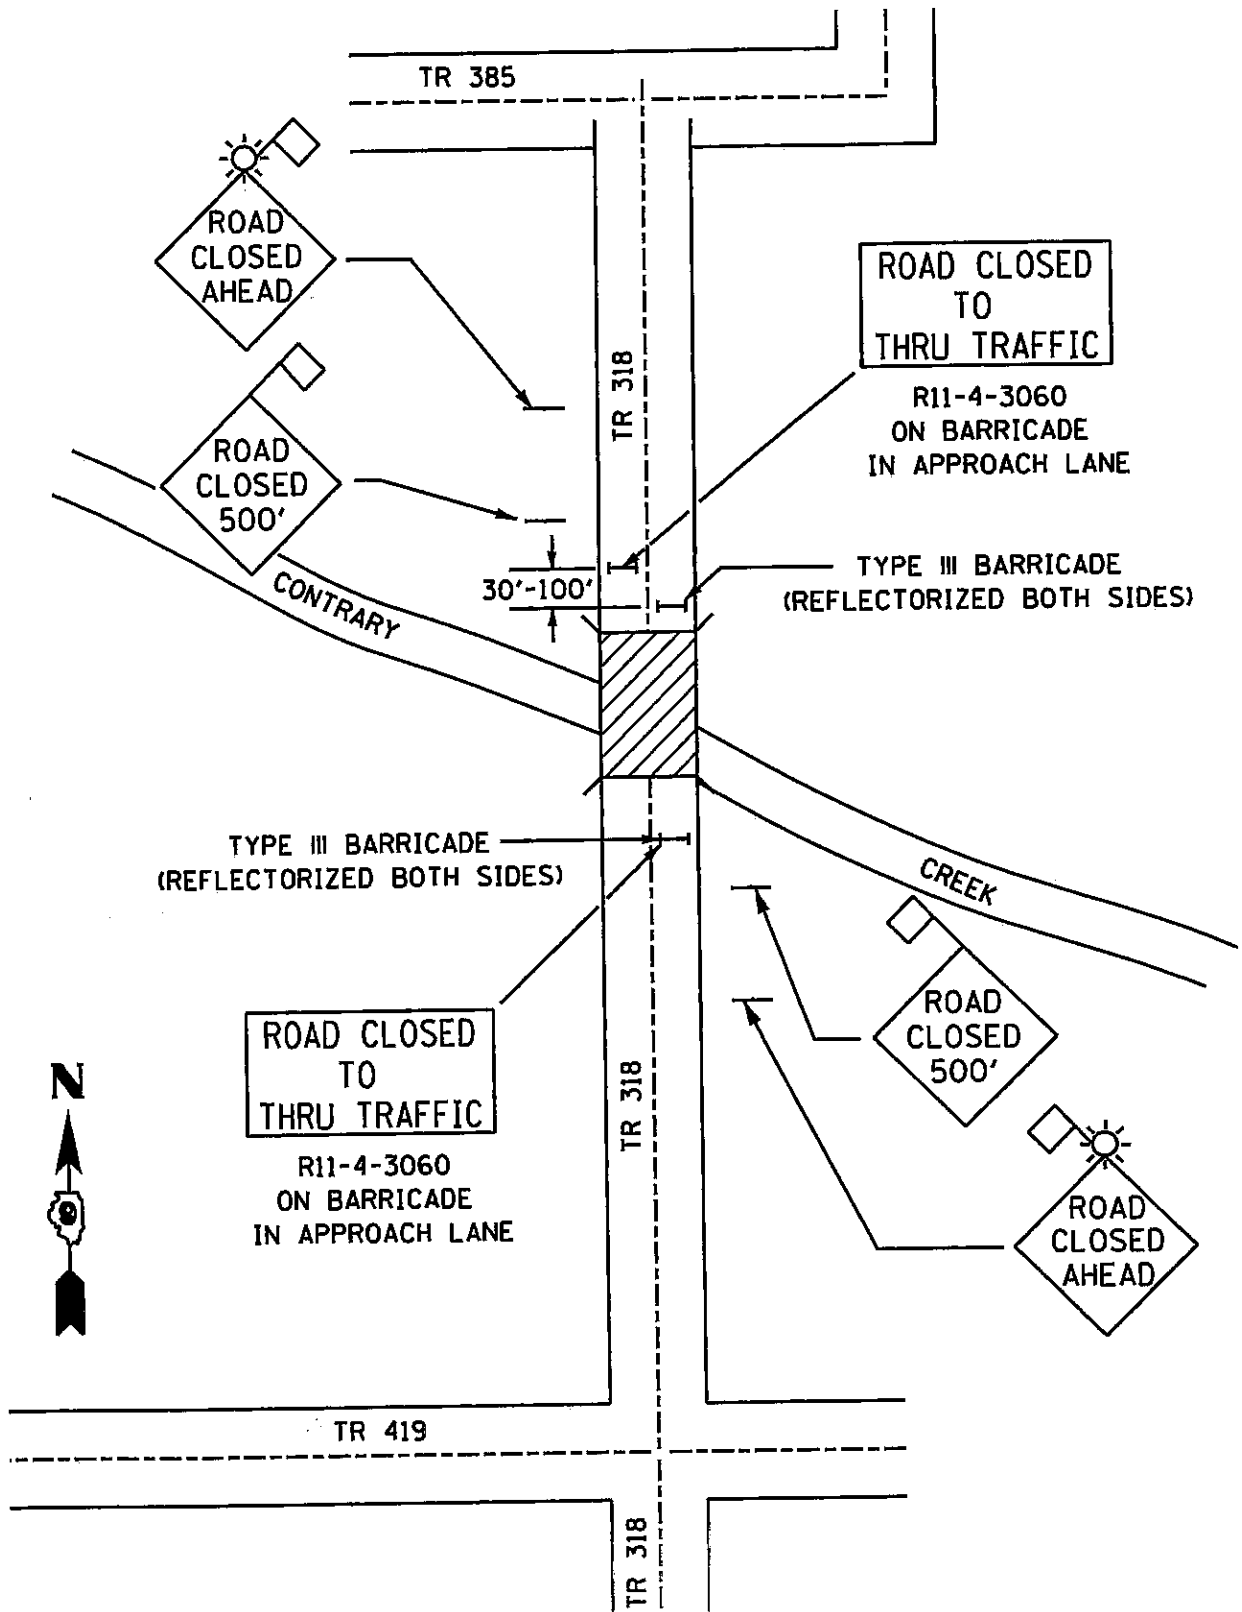 TR 385
ROAD
CLOSED
AHEAD
ROAD CLOSED
TO
THRU TRAFFIC
R11-4-3060
ON BARRICADE
IN APPROACH LANE
TR 318
ROAD
CLOSED
500'
30'-100'
TYPE III BARRICADE
(REFLECTORIZED BOTH SIDES)
CONTRARY
CREEK
TYPE III BARRICADE
(REFLECTORIZED BOTH SIDES)
ROAD
CLOSED
500'
ROAD CLOSED
TO
THRU TRAFFIC
R11-4-3060
ON BARRICADE
IN APPROACH LANE
N
TR 318
ROAD
CLOSED
AHEAD
TR 419
TR 318